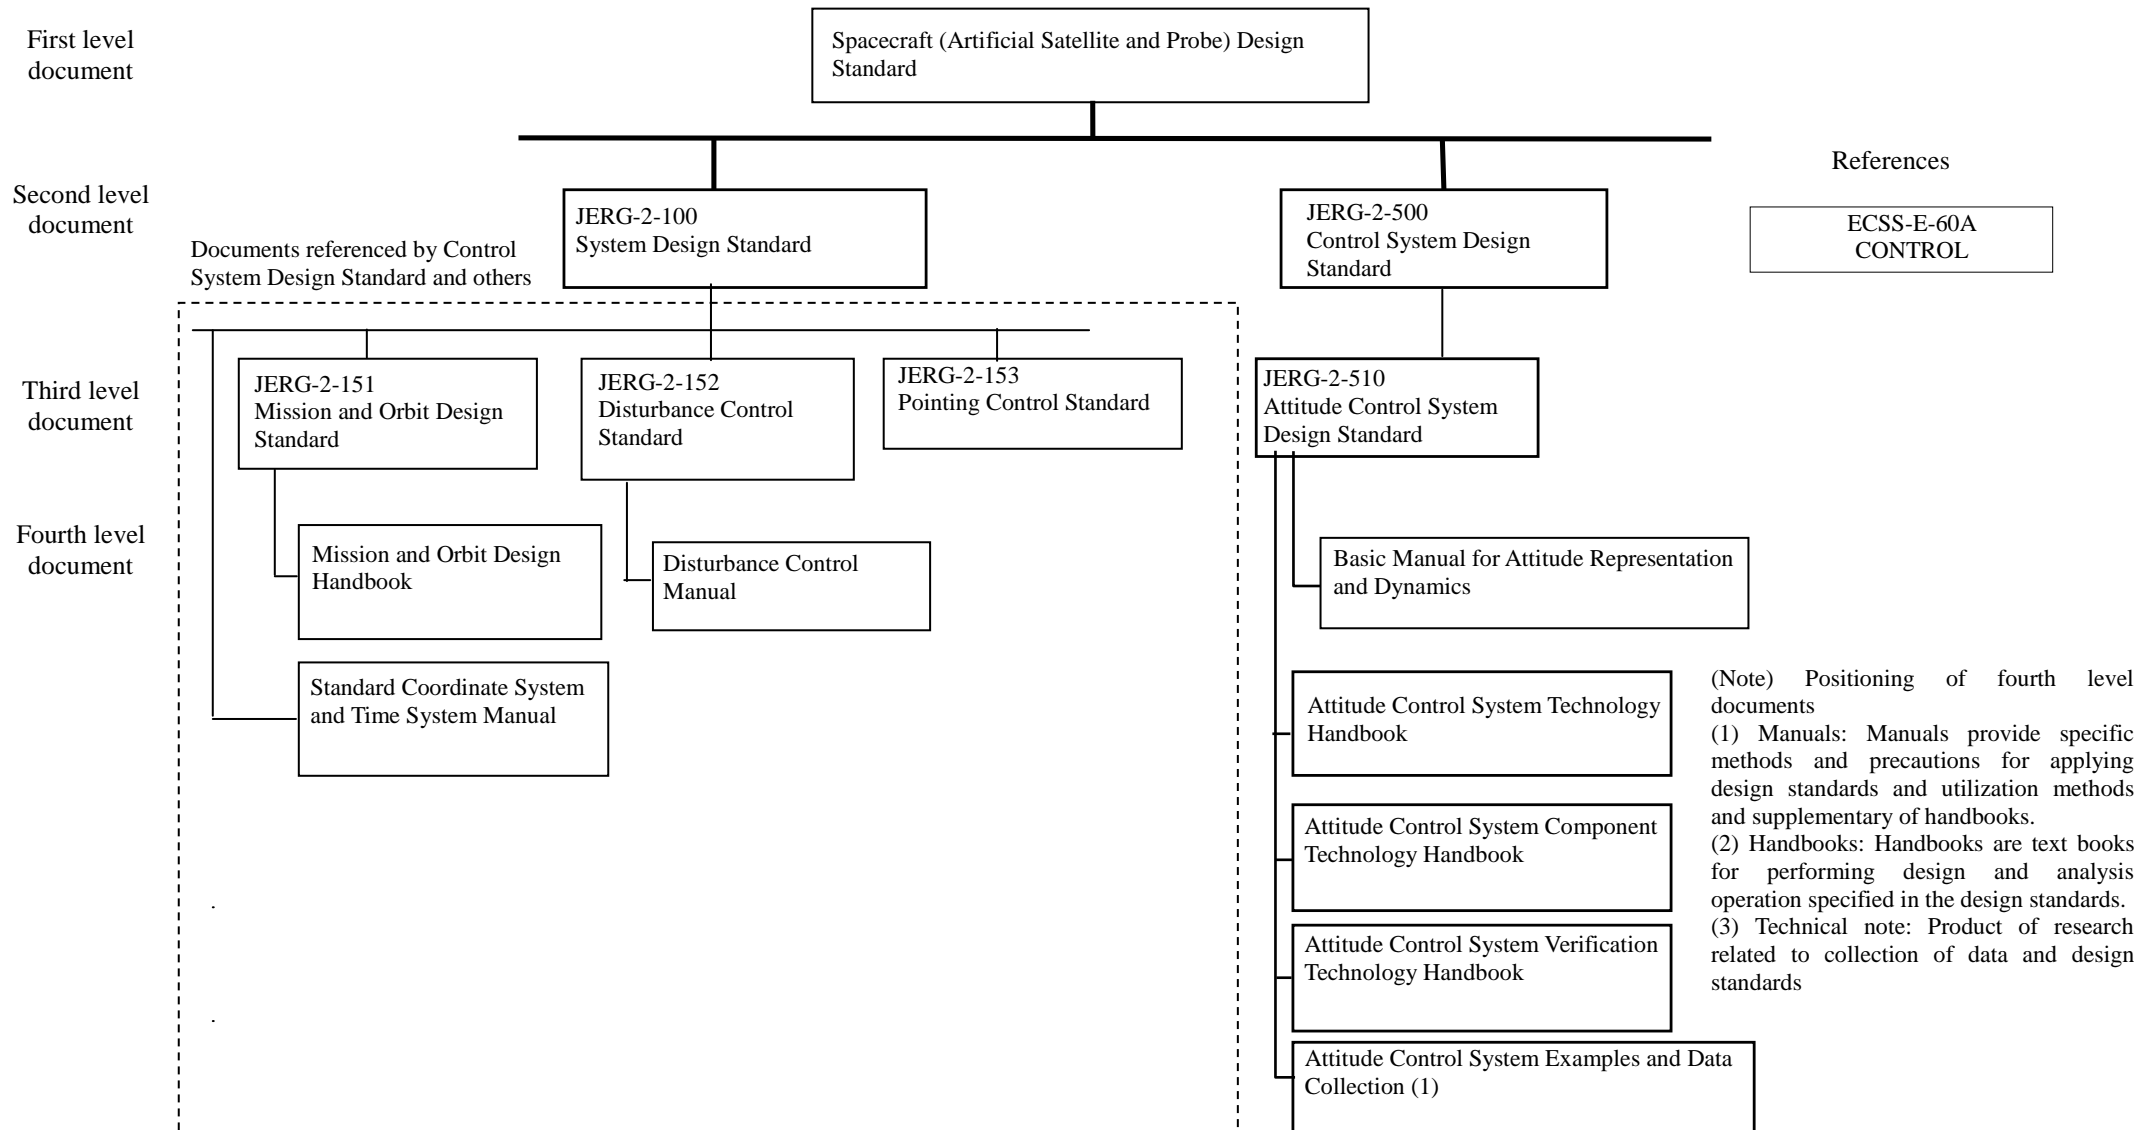 First level
document
Spacecraft (Artificial Satellite and Probe) Design
Standard
References
Second level
document
JERG-2-100
System Design Standard
JERG-2-500
Control System Design
Standard
ECSS-E-60A
CONTROL
Documents referenced by Control
System Design Standard and others
Third level
document
JERG-2-151
Mission and Orbit Design
Standard
JERG-2-152
Disturbance Control
Standard
JERG-2-153
Pointing Control Standard
JERG-2-510
Attitude Control System
Design Standard
Fourth level
document
Mission and Orbit Design
Handbook
Disturbance Control
Manual
Basic Manual for Attitude Representation
and Dynamics
Standard Coordinate System
and Time System Manual
Attitude Control System Technology
Handbook
Attitude Control System Component
Technology Handbook
Attitude Control System Verification
Technology Handbook
Attitude Control System Examples and Data
Collection (1)
(Note) Positioning of fourth level
documents
(1) Manuals: Manuals provide specific
methods and precautions for applying
design standards and utilization methods
and supplementary of handbooks.
(2) Handbooks: Handbooks are text books
for performing design and analysis
operation specified in the design standards.
(3) Technical note: Product of research
related to collection of data and design
standards